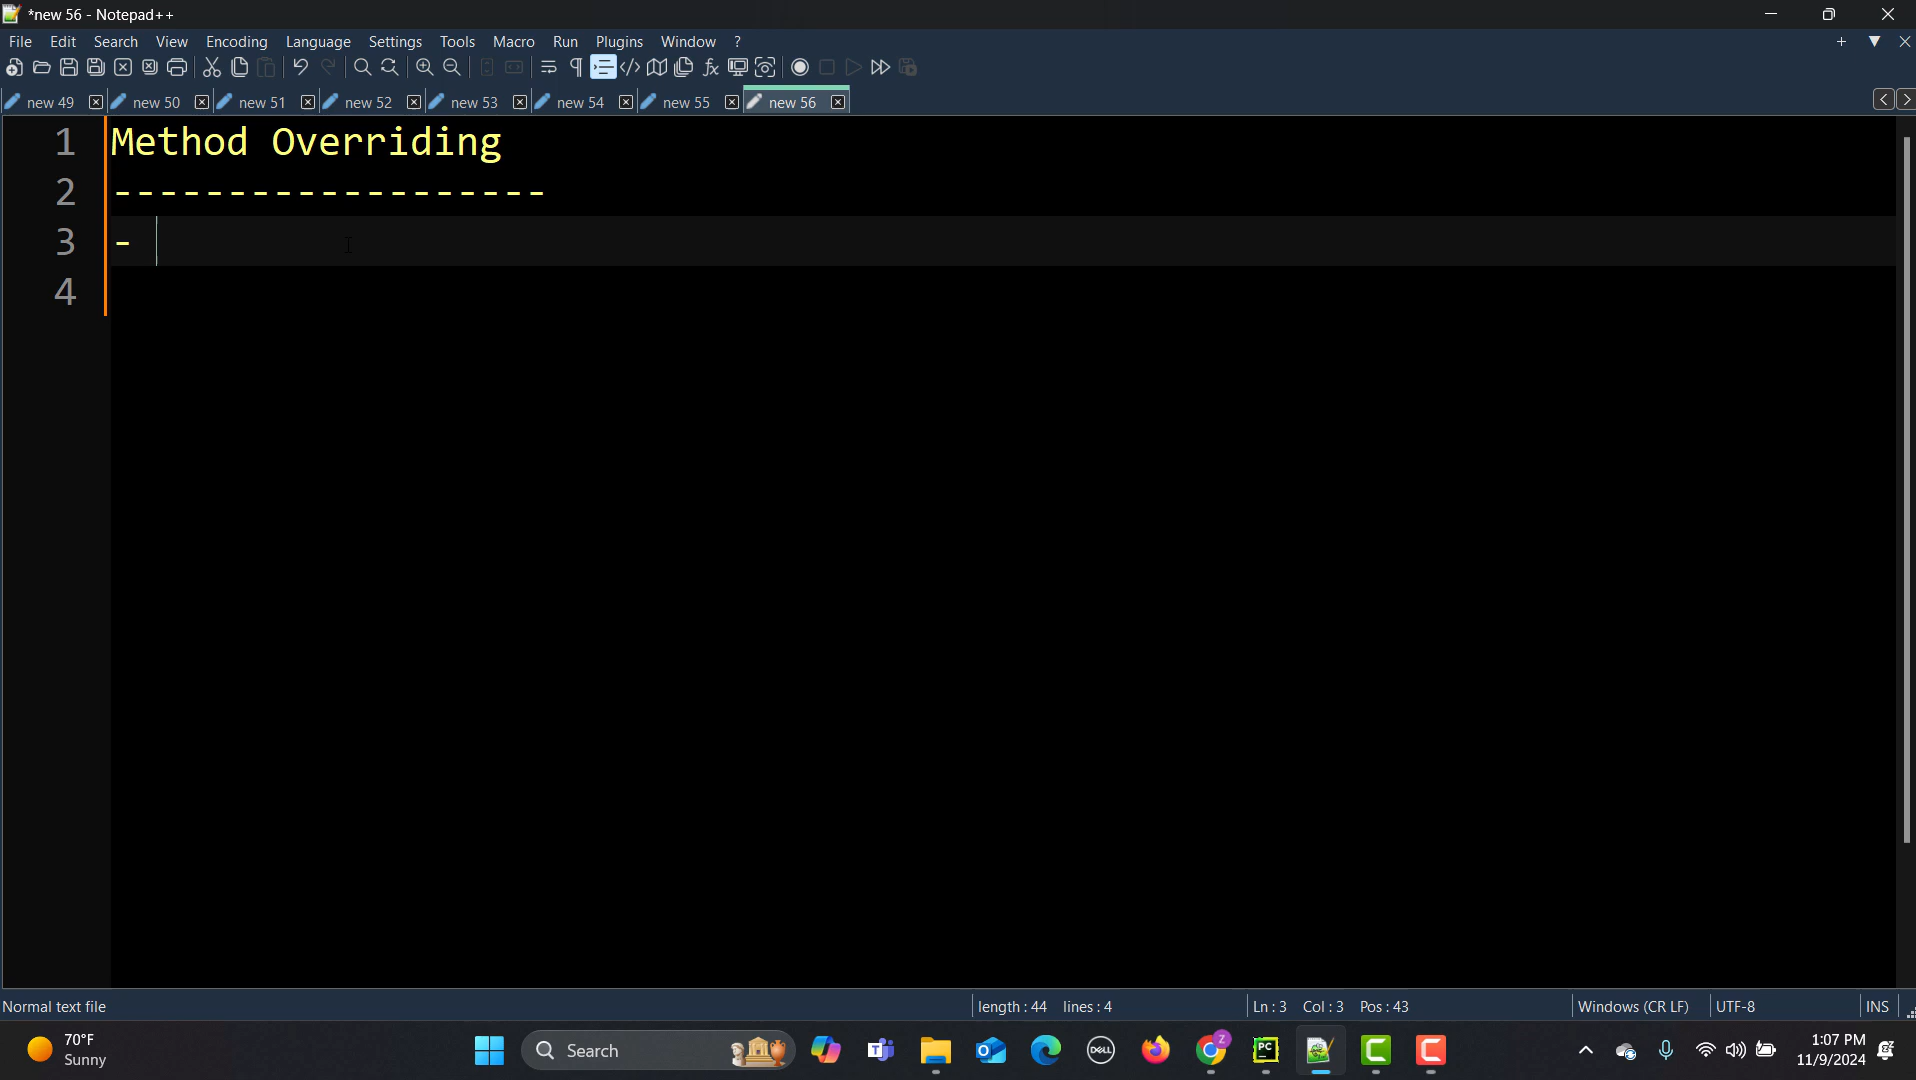 *new 56 - Notepad++
File Edit Search View Encoding Language Settings Tools Macro Run Plugins Window ?
new 49 new 50 new 51 new 52 new 53 new 54 new 55 new 56
1 Method Overriding
2 -------------------
3 -
4
Normal text file length : 44 lines : 4 Ln : 3 Col : 3 Pos : 43 Windows (CR LF) UTF-8 INS
70°F
Sunny
Search
DELL
Z
PC
1:07 PM
11/9/2024